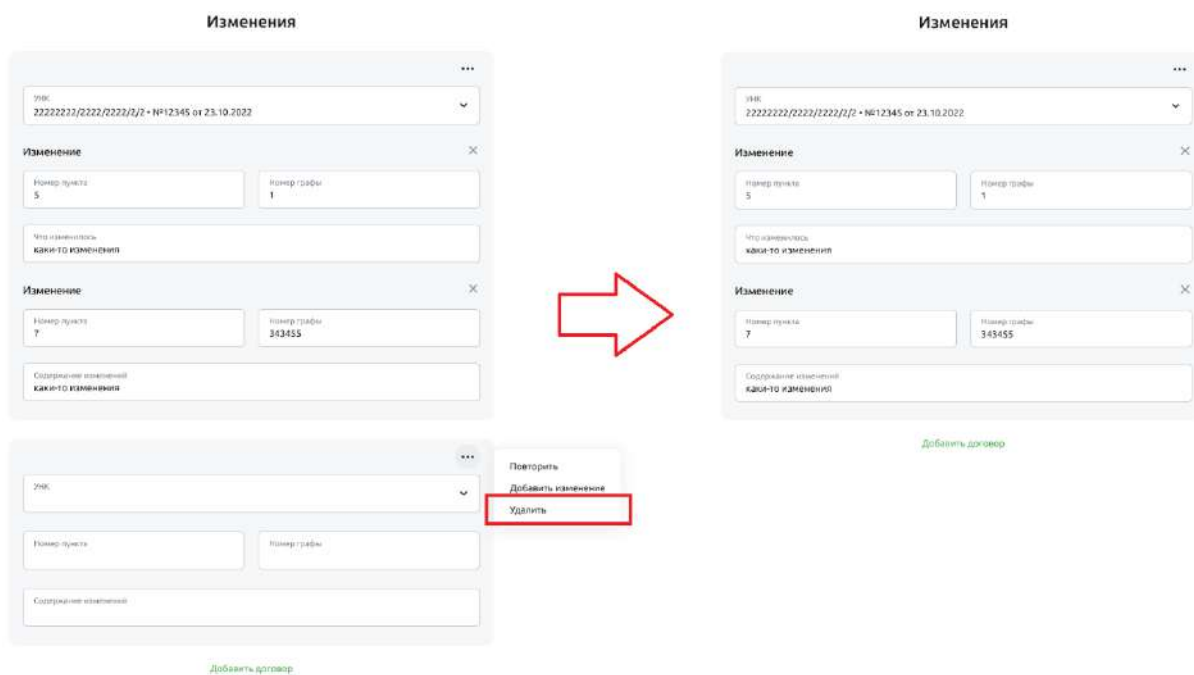 Изменения
...
УНК
22222222/2222/2222/2/2 • №12345 от 23.10.2022
Изменение
Номер пункта
Номер графы
5
1
Что изменилось
каки-то изменения
Изменение
Номер пункта
Номер графы
7
343455
Содержание изменений
каки-то изменения
...
УНК
Номер пункта
Номер графы
Содержание изменений
Добавить договор
Повторить
Добавить изменение
Удалить
Изменения
...
УНК
22222222/2222/2222/2/2 • №12345 от 23.10.2022
Изменение
Номер пункта
Номер графы
5
1
Что изменилось
каки-то изменения
Изменение
Номер пункта
Номер графы
7
343455
Содержание изменений
каки-то изменения
Добавить договор